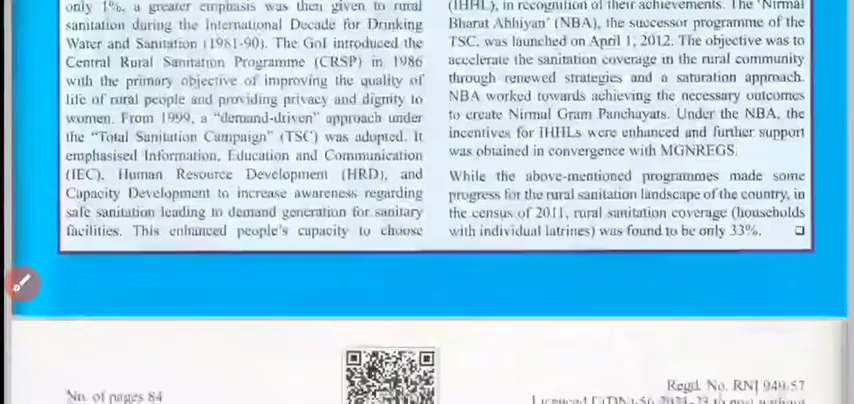 only 1%, a greater emphasis was then given to rural
sanitation during the International Decade for Drinking
Water and Sanitation (1981-90). The GoI introduced the
Central Rural Sanitation Programme (CRSP) in 1986
with the primary objective of improving the quality of
life of rural people and providing privacy and dignity to
women. From 1999, a “demand-driven” approach under
the “Total Sanitation Campaign” (TSC) was adopted. It
emphasised Information, Education and Communication
(IEC), Human Resource Development (HRD), and
Capacity Development to increase awareness regarding
safe sanitation leading to demand generation for sanitary
facilities. This enhanced people's capacity to choose
(IHHL), in recognition of their achievements. The ‘Nirmal
Bharat Abhiyan’ (NBA), the successor programme of the
TSC, was launched on April 1, 2012. The objective was to
accelerate the sanitation coverage in the rural community
through renewed strategies and a saturation approach.
NBA worked towards achieving the necessary outcomes
to create Nirmal Gram Panchayats. Under the NBA, the
incentives for IHHLs were enhanced and further support
was obtained in convergence with MGNREGS.
While the above-mentioned programmes made some
progress for the rural sanitation landscape of the country, in
the census of 2011, rural sanitation coverage (households
with individual latrines) was found to be only 33%.
No. of pages 84
Regd. No. RNI 949/57
to post without